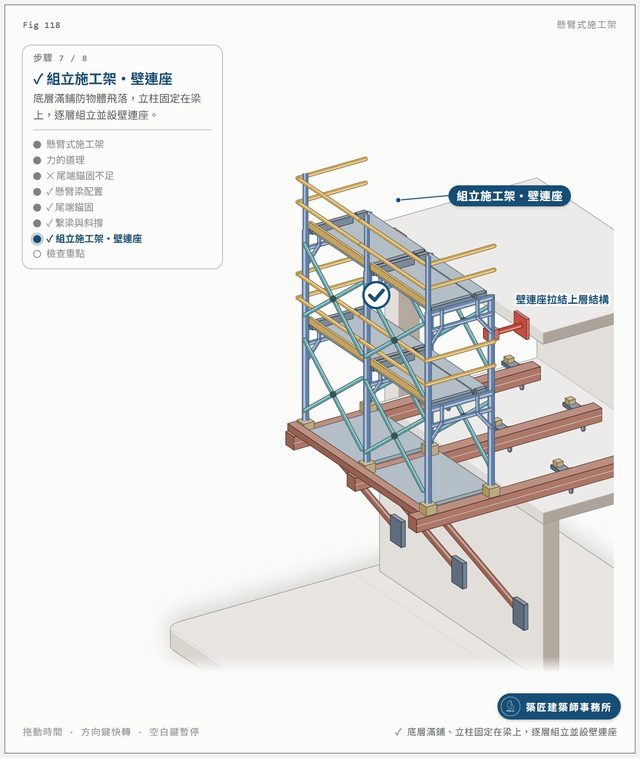 Fig 118
懸臂式施工架
步驟 7 / 8
✓ 組立施工架・壁連座
底層滿鋪防物體飛落，立柱固定在梁
上，逐層組立並設壁連座。
懸臂式施工架
力的道理
✕ 尾端錨固不足
✓ 懸臂梁配置
✓ 尾端錨固
✓ 繫梁與斜撐
✓ 組立施工架・壁連座
檢查重點
組立施工架・壁連座
壁連座拉結上層結構
築匠建築師事務所
拖動時間 · 方向鍵快轉 · 空白鍵暫停
✓ 底層滿鋪、立柱固定在梁上，逐層組立並設壁連座